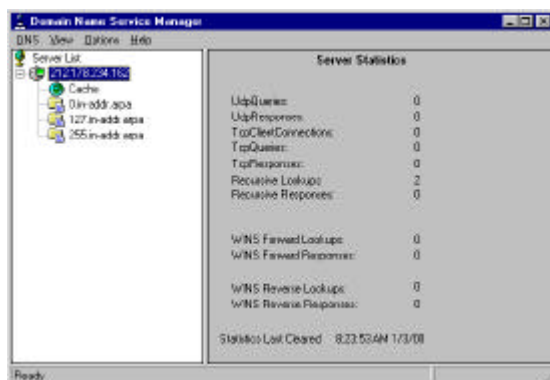 Domain Name Service Manager
DNS View Options Help
Server List
212.178.234.162
Cache
0.in-addr.arpa
127.in-addr.arpa
255.in-addr.arpa
Server Statistics
UdpQueries: 0
UdpResponses: 0
TcpClientConnections: 0
TcpQueries: 0
TcpResponses: 0
Recursive Lookups: 2
Recursive Responses: 0
WINS Forward Lookups: 0
WINS Forward Responses: 0
WINS Reverse Lookups: 0
WINS Reverse Responses: 0
Statistics Last Cleared 8:23:53 AM 1/3/00
Ready